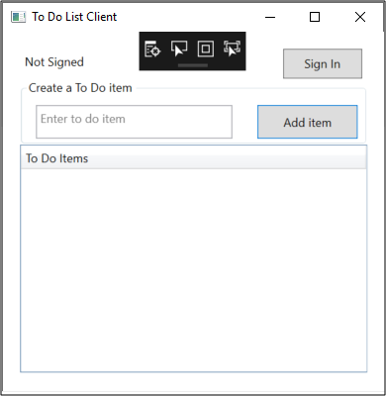 To Do List Client
Not Signed
Sign In
Create a To Do item
Enter to do item
Add item
To Do Items